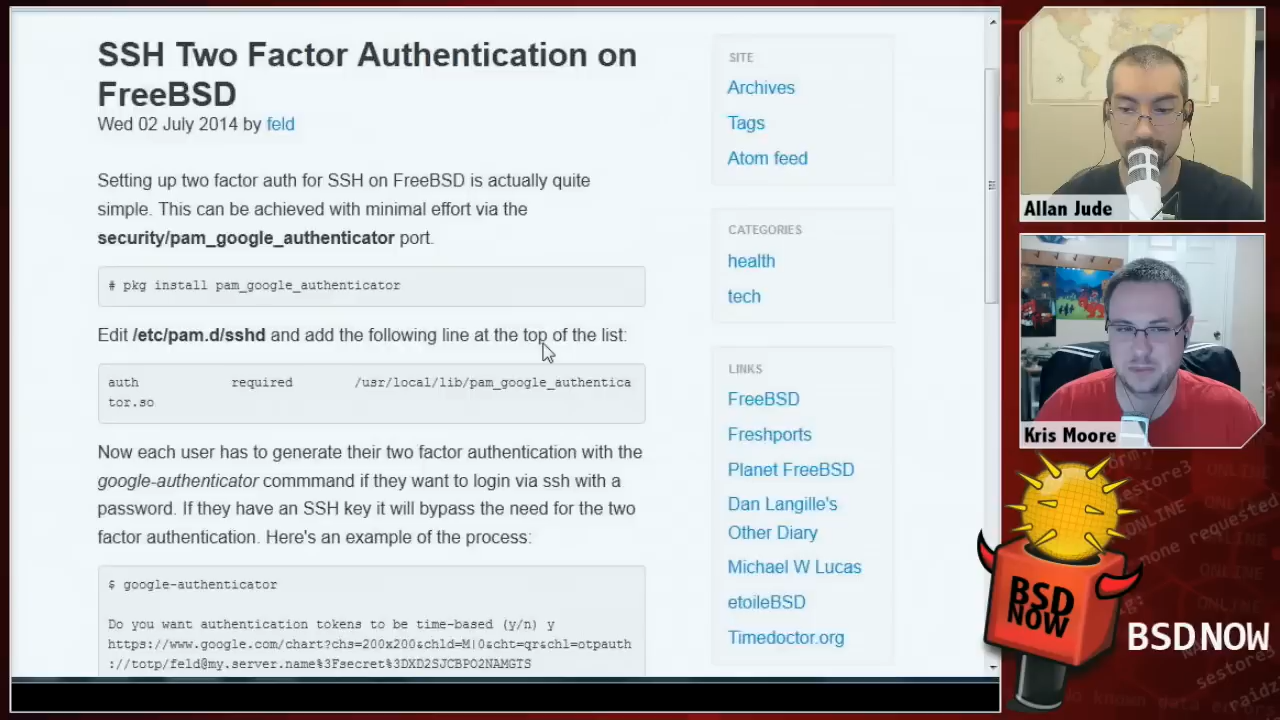 SSH Two Factor Authentication on
FreeBSD
Wed 02 July 2014 by feld
Setting up two factor auth for SSH on FreeBSD is actually quite
simple. This can be achieved with minimal effort via the
security/pam_google_authenticator port.
# pkg install pam_google_authenticator
Edit /etc/pam.d/sshd and add the following line at the top of the list:
auth required /usr/local/lib/pam_google_authentica
tor.so
Now each user has to generate their two factor authentication with the
google-authenticator commmand if they want to login via ssh with a
password. If they have an SSH key it will bypass the need for the two
factor authentication. Here's an example of the process:
$ google-authenticator
Do you want authentication tokens to be time-based (y/n) y
https://www.google.com/chart?chs=200x200&chld=M|0&cht=qr&chl=otpauth
://totp/feld@my.server.name%3Fsecret%3DXD2SJCBPO2NAMGTS
SITE
Archives
Tags
Atom feed
CATEGORIES
health
tech
LINKS
FreeBSD
Freshports
Planet FreeBSD
Dan Langille's
Other Diary
Michael W Lucas
etoileBSD
Timedoctor.org
Allan Jude
Kris Moore
BSD
NOW
BSD NOW